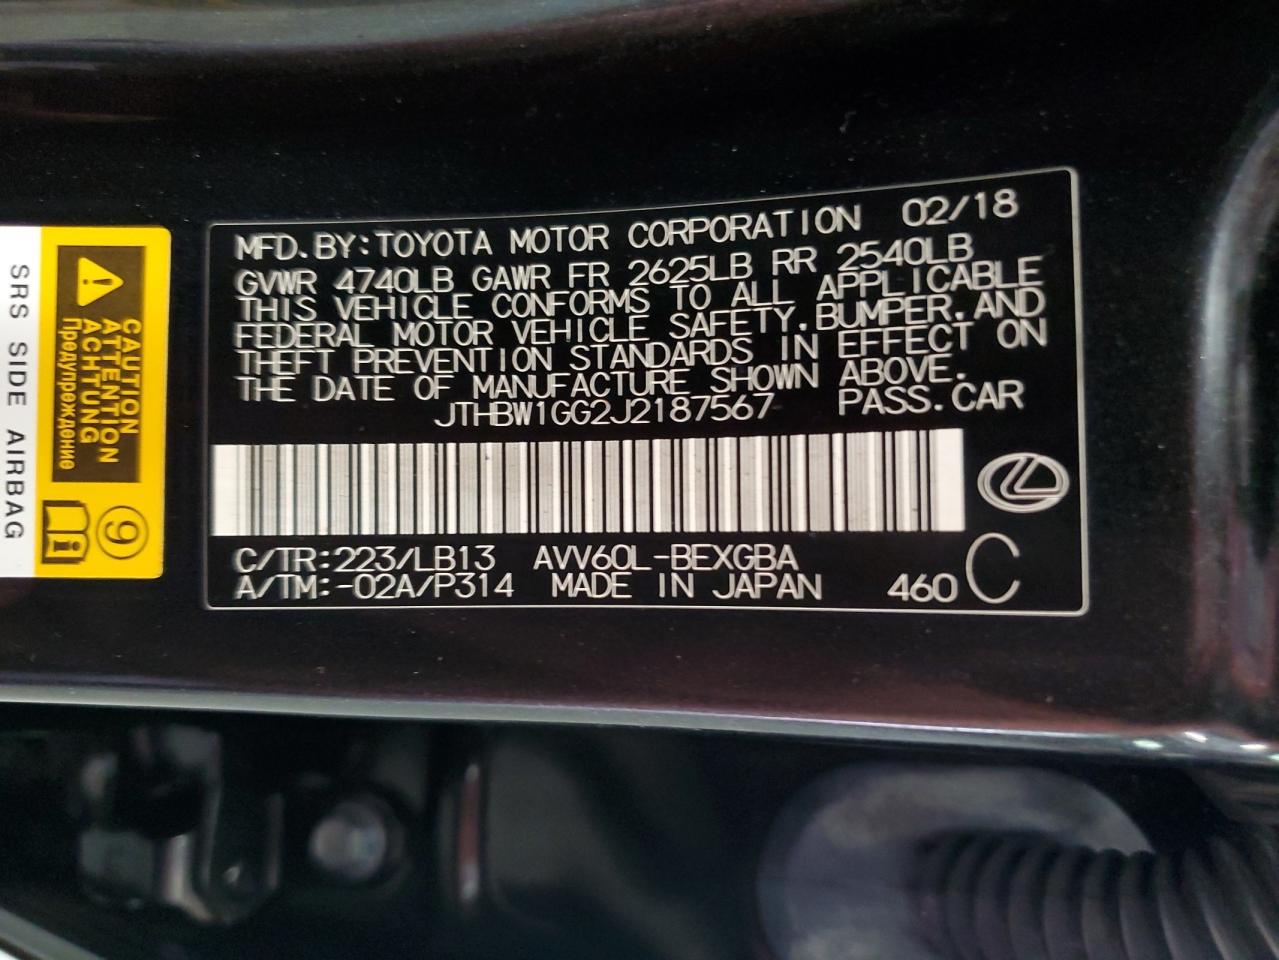 MFD.BY:TOYOTA MOTOR CORPORATION 02/18
GVWR 4740LB GAWR FR 2625LB RR 2540LB
THIS VEHICLE CONFORMS TO ALL APPLICABLE
FEDERAL MOTOR VEHICLE SAFETY,BUMPER,AND
THEFT PREVENTION STANDARDS IN EFFECT ON
THE DATE OF MANUFACTURE SHOWN ABOVE.
JTHBW1GG2J2187567 PASS.CAR
C/TR:223/LB13 AVV60L-BEXGBA
A/TM:-02A/P314 MADE IN JAPAN 460 C
CAUTION
ATTENTION
ACHTUNG
Предупреждение
9
i
SRS SIDE AIRBAG